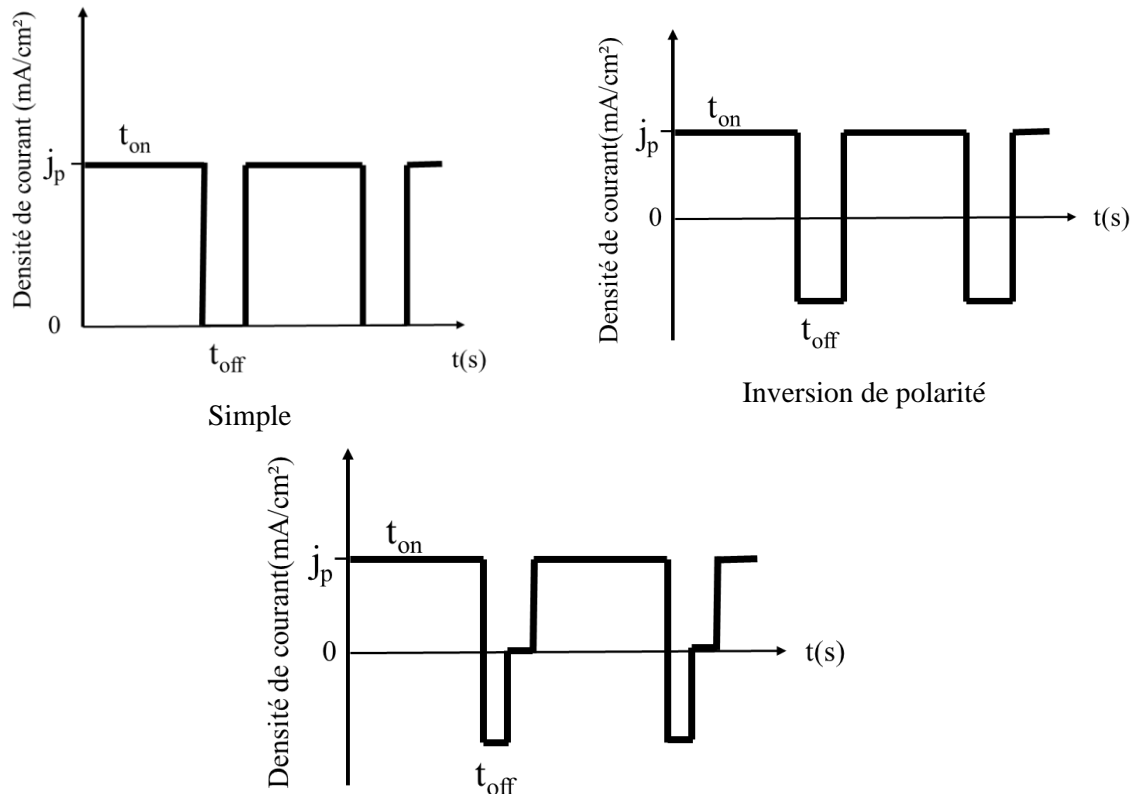 Densité de courant (mA/cm²)
t_on
j_p
0
t_off
t(s)
Simple
Densité de courant(mA/cm²)
t_on
j_p
0
t(s)
t_off
Inversion de polarité
Densité de courant(mA/cm²)
t_on
j_p
0
t(s)
t_off